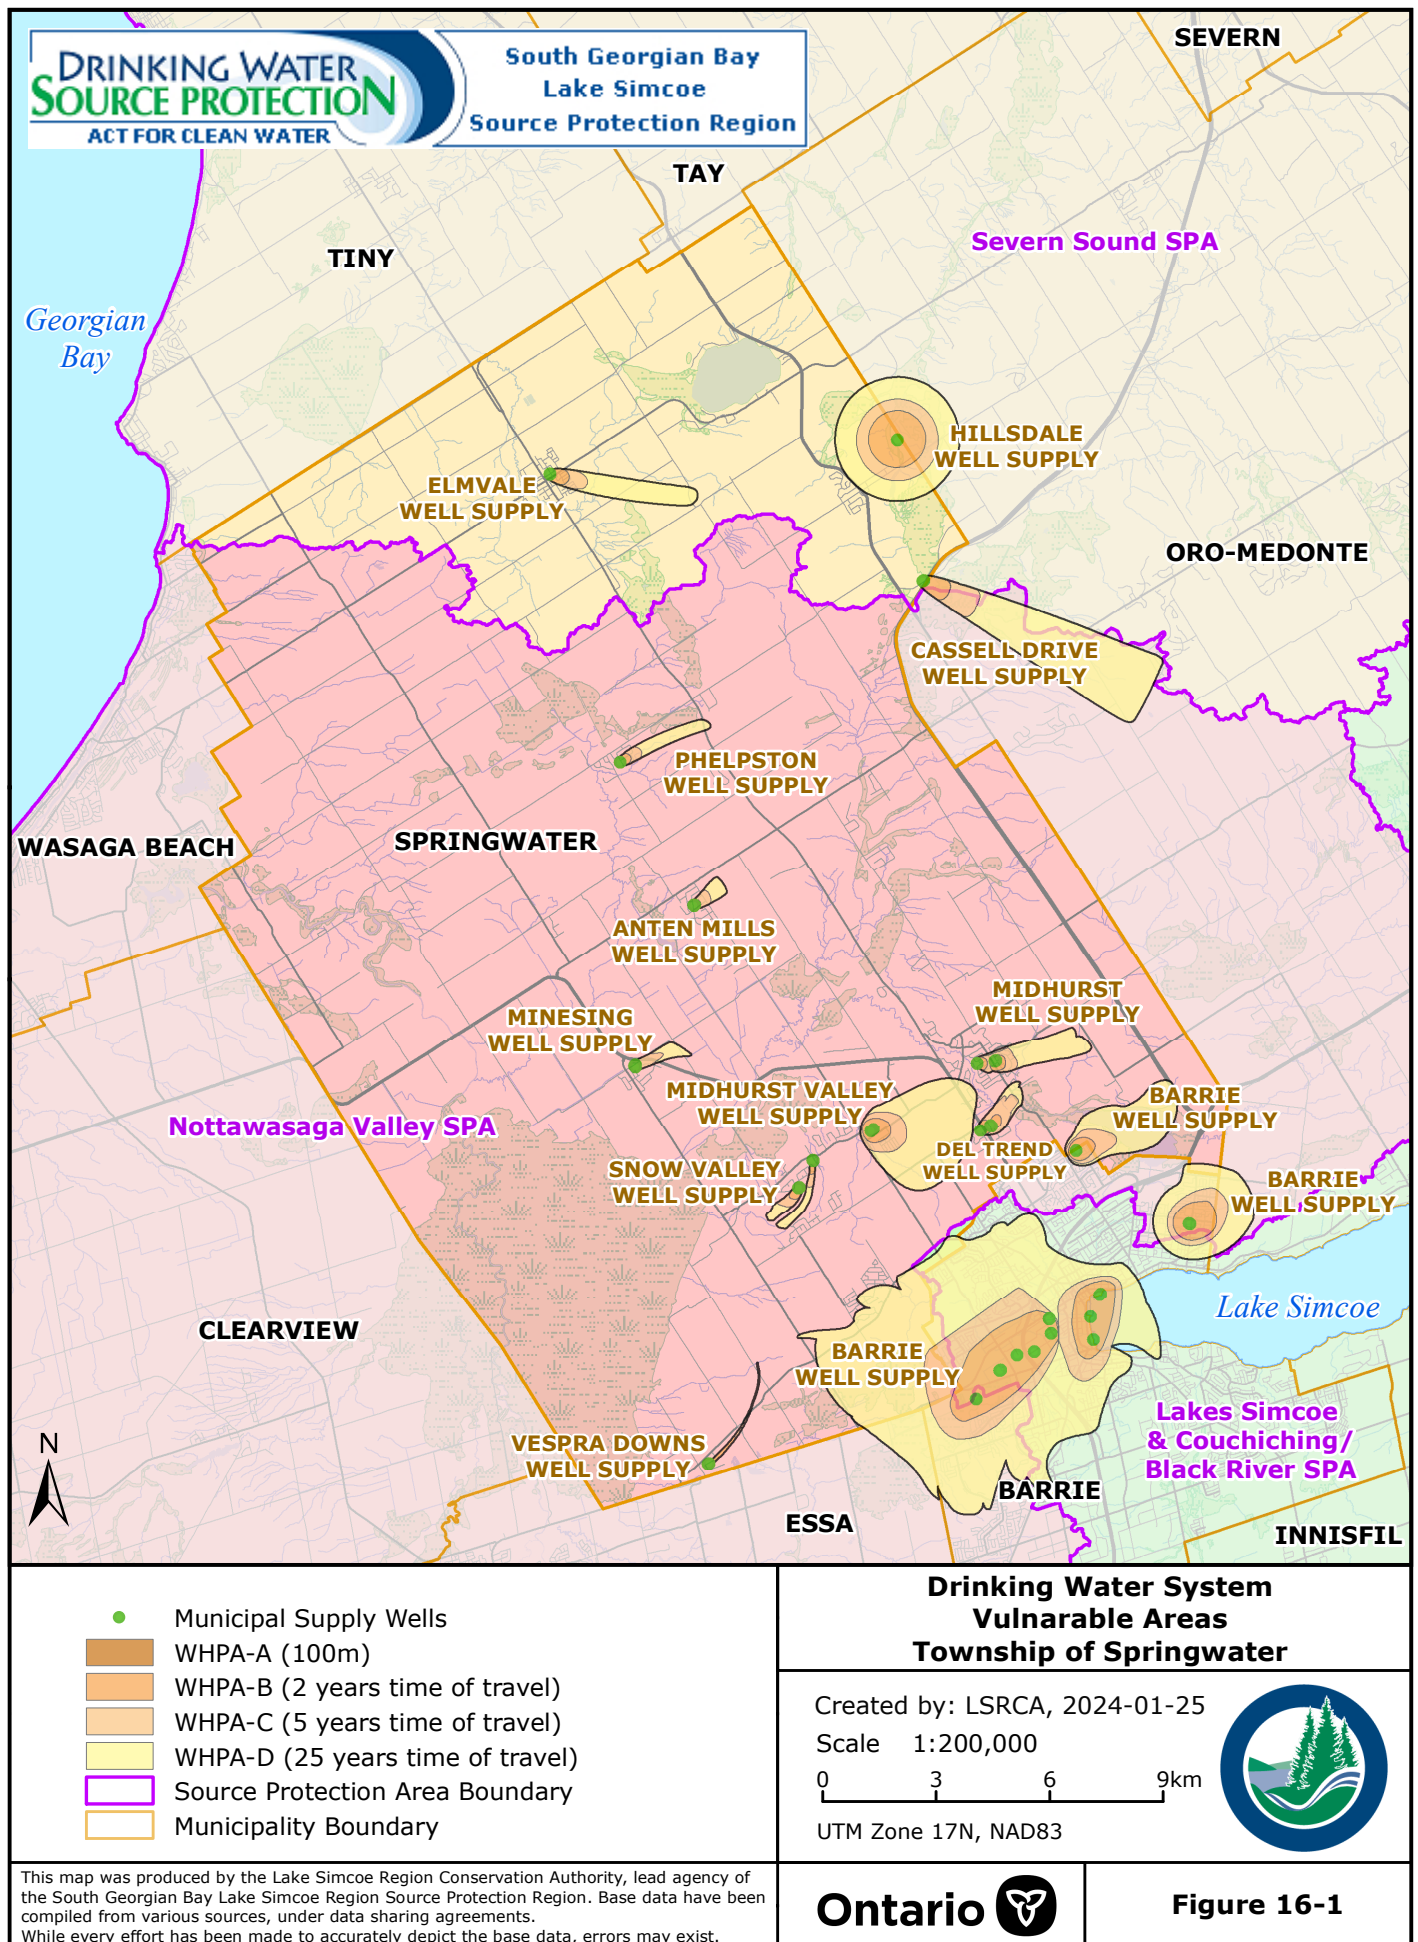 DRINKING WATER
SOURCE PROTECTION
ACT FOR CLEAN WATER
South Georgian Bay
Lake Simcoe
Source Protection Region
SEVERN
TAY
TINY
Severn Sound SPA
Georgian
Bay
HILLSDALE
WELL SUPPLY
ELMVALE
WELL SUPPLY
ORO-MEDONTE
CASSELL DRIVE
WELL SUPPLY
PHELPSTON
WELL SUPPLY
WASAGA BEACH
SPRINGWATER
ANTEN MILLS
WELL SUPPLY
MIDHURST
WELL SUPPLY
MINESING
WELL SUPPLY
MIDHURST VALLEY
WELL SUPPLY
BARRIE
WELL SUPPLY
Nottawasaga Valley SPA
DEL TREND
WELL SUPPLY
SNOW VALLEY
WELL SUPPLY
BARRIE
WELL SUPPLY
Lake Simcoe
CLEARVIEW
BARRIE
WELL SUPPLY
Lakes Simcoe
& Couchiching/
Black River SPA
N
VESPRA DOWNS
WELL SUPPLY
BARRIE
ESSA
INNISFIL
Municipal Supply Wells
WHPA-A (100m)
WHPA-B (2 years time of travel)
WHPA-C (5 years time of travel)
WHPA-D (25 years time of travel)
Source Protection Area Boundary
Municipality Boundary
Drinking Water System
Vulnarable Areas
Township of Springwater
Created by: LSRCA, 2024-01-25
Scale 1:200,000
0 3 6 9km
UTM Zone 17N, NAD83
This map was produced by the Lake Simcoe Region Conservation Authority, lead agency of
the South Georgian Bay Lake Simcoe Region Source Protection Region. Base data have been
compiled from various sources, under data sharing agreements.
While every effort has been made to accurately depict the base data, errors may exist.
Ontario
Figure 16-1